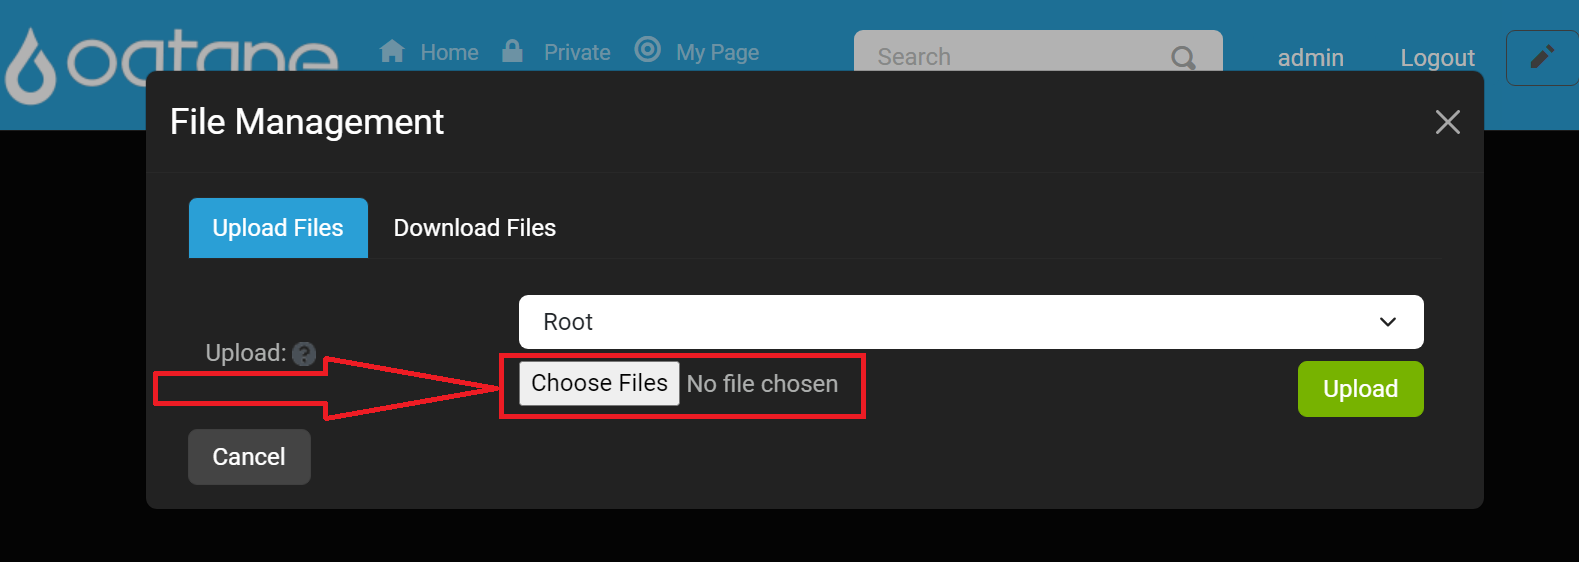 oqtane Home Private My Page Search admin Logout
File Management
Upload Files Download Files
Root
Upload: ?
Choose Files No file chosen
Upload
Cancel